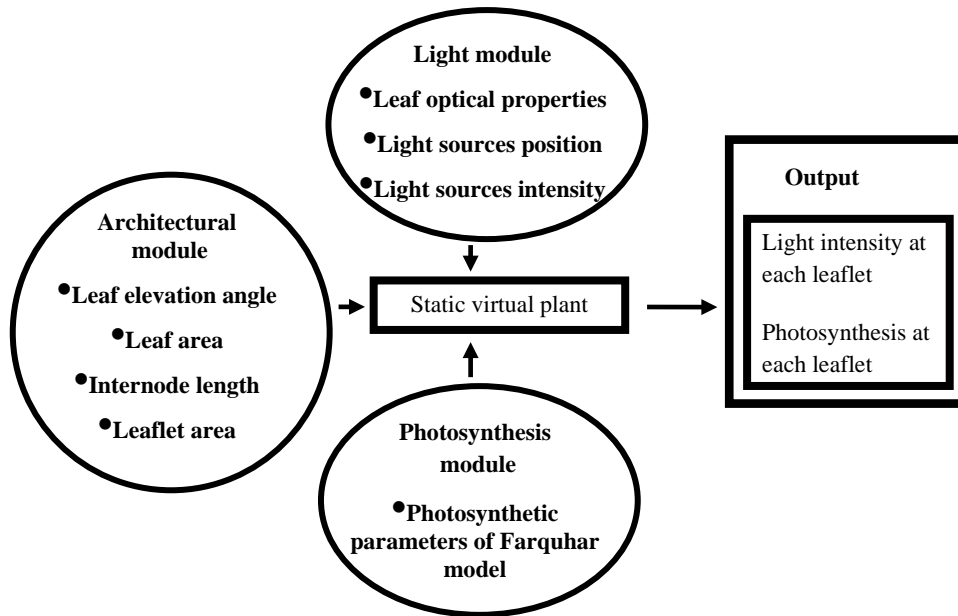 Light module
•Leaf optical properties
•Light sources position
•Light sources intensity
Architectural
module
•Leaf elevation angle
•Leaf area
•Internode length
•Leaflet area
Static virtual plant
Photosynthesis
module
•Photosynthetic
parameters of Farquhar
model
Output
Light intensity at
each leaflet
Photosynthesis at
each leaflet